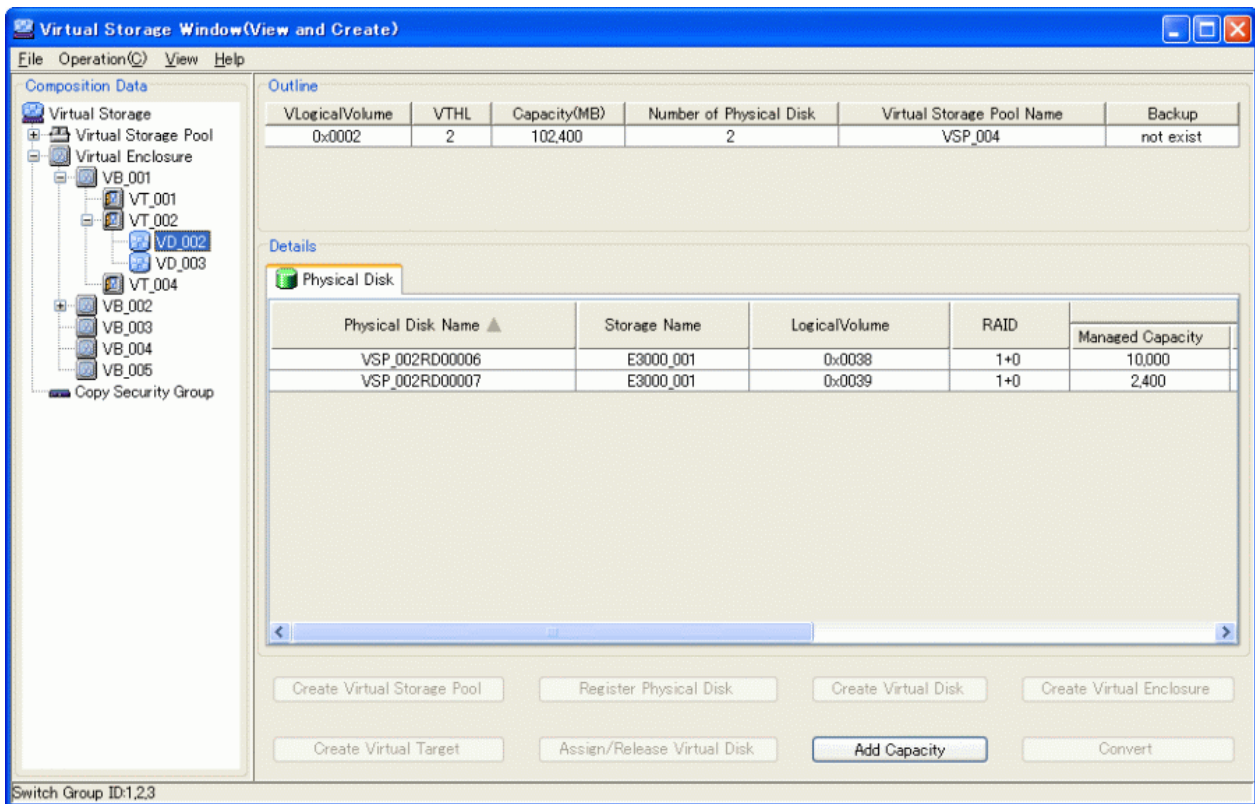 Virtual Storage Window(View and Create)
File Operation(C) View Help
Composition Data
Virtual Storage
Virtual Storage Pool
Virtual Enclosure
VB_001
VT_001
VT_002
VD_002
VD_003
VT_004
VB_002
VB_003
VB_004
VB_005
Copy Security Group
Outline
VLogicalVolume VTHL Capacity(MB) Number of Physical Disk Virtual Storage Pool Name Backup
0x0002 2 102,400 2 VSP_004 not exist
Details
Physical Disk
Physical Disk Name Storage Name LogicalVolume RAID Managed Capacity
VSP_002RD00006 E3000_001 0x0038 1+0 10,000
VSP_002RD00007 E3000_001 0x0039 1+0 2,400
Create Virtual Storage Pool Register Physical Disk Create Virtual Disk Create Virtual Enclosure
Create Virtual Target Assign/Release Virtual Disk Add Capacity Convert
Switch Group ID:1,2,3